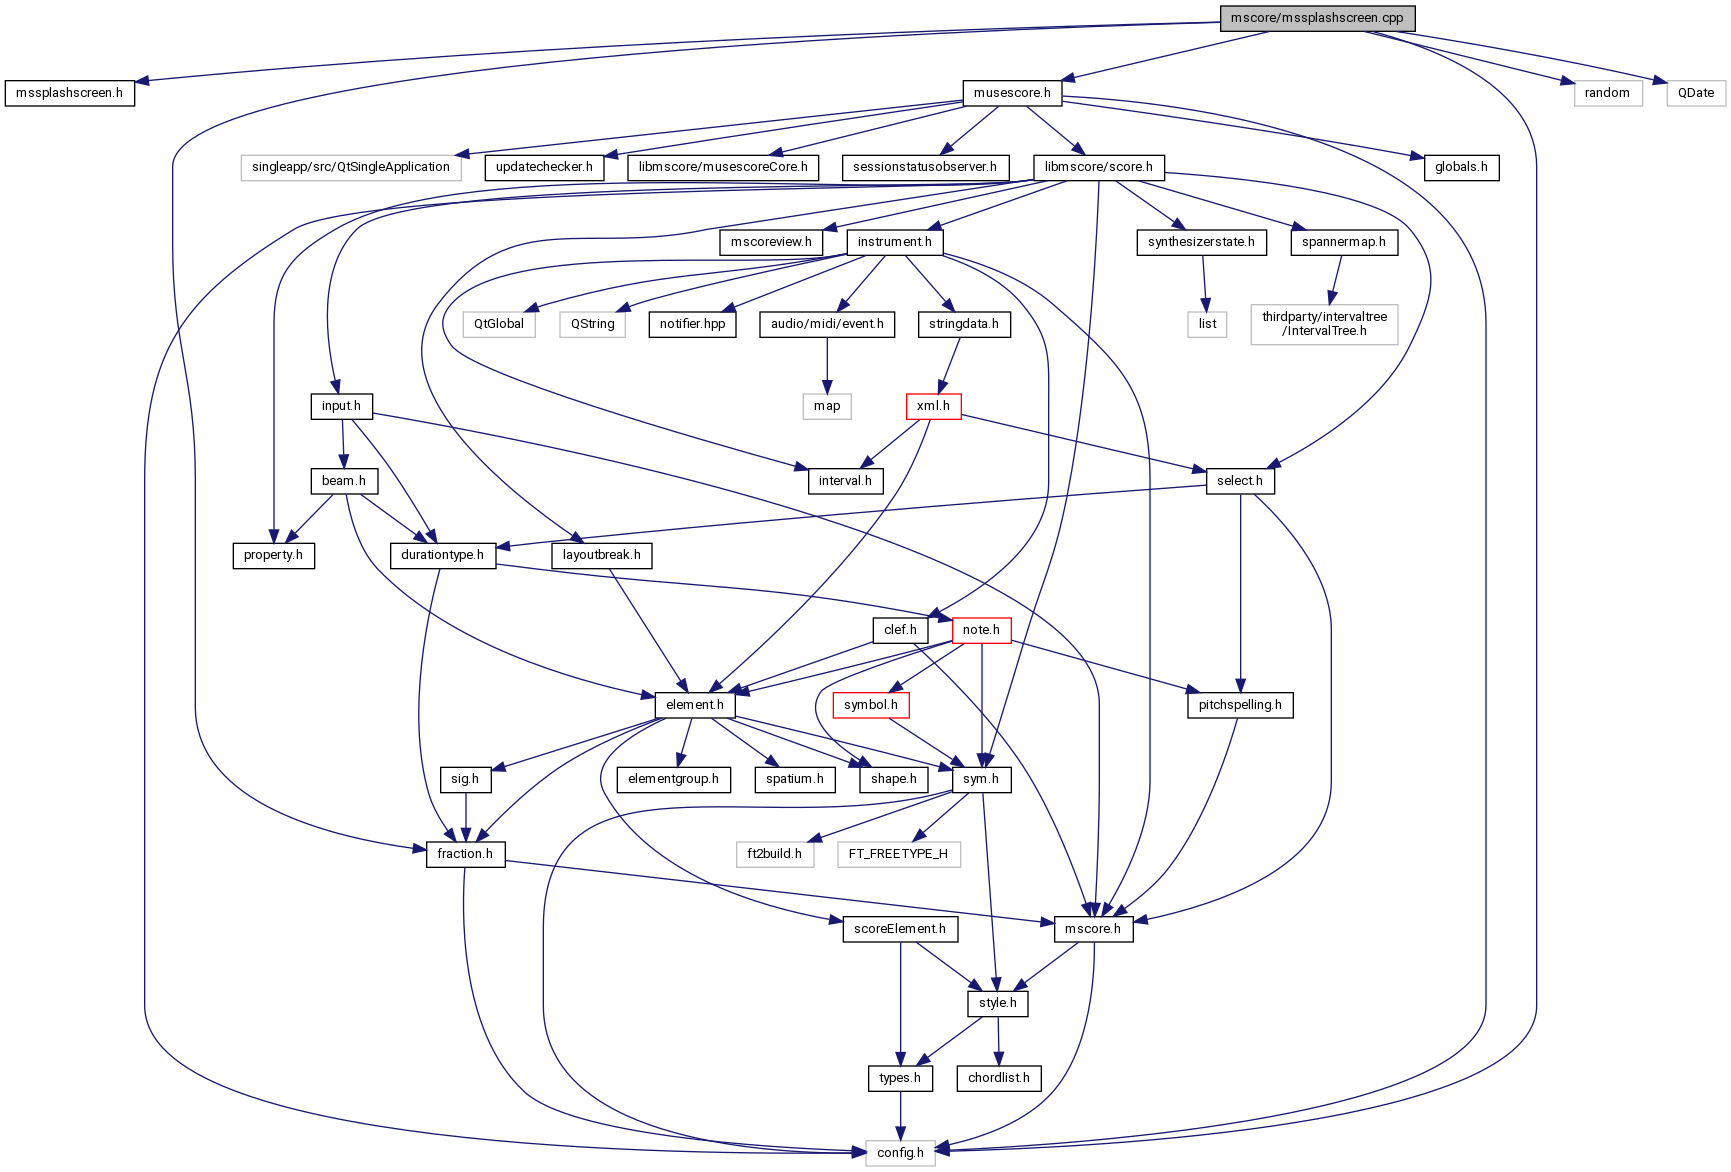 mscore/mssplashscreen.cpp
mssplashscreen.h
musescore.h
random
QDate
singleapp/src/QtSingleApplication
updatechecker.h
libmscore/musescoreCore.h
sessionstatusobserver.h
libmscore/score.h
globals.h
mscoreview.h
instrument.h
synthesizerstate.h
spannermap.h
QtGlobal
QString
notifier.hpp
audio/midi/event.h
stringdata.h
list
thirdparty/intervaltree
/IntervalTree.h
input.h
map
xml.h
beam.h
interval.h
select.h
property.h
durationtype.h
layoutbreak.h
clef.h
note.h
element.h
symbol.h
pitchspelling.h
sig.h
elementgroup.h
spatium.h
shape.h
sym.h
fraction.h
ft2build.h
FT_FREETYPE_H
scoreElement.h
mscore.h
style.h
types.h
chordlist.h
config.h